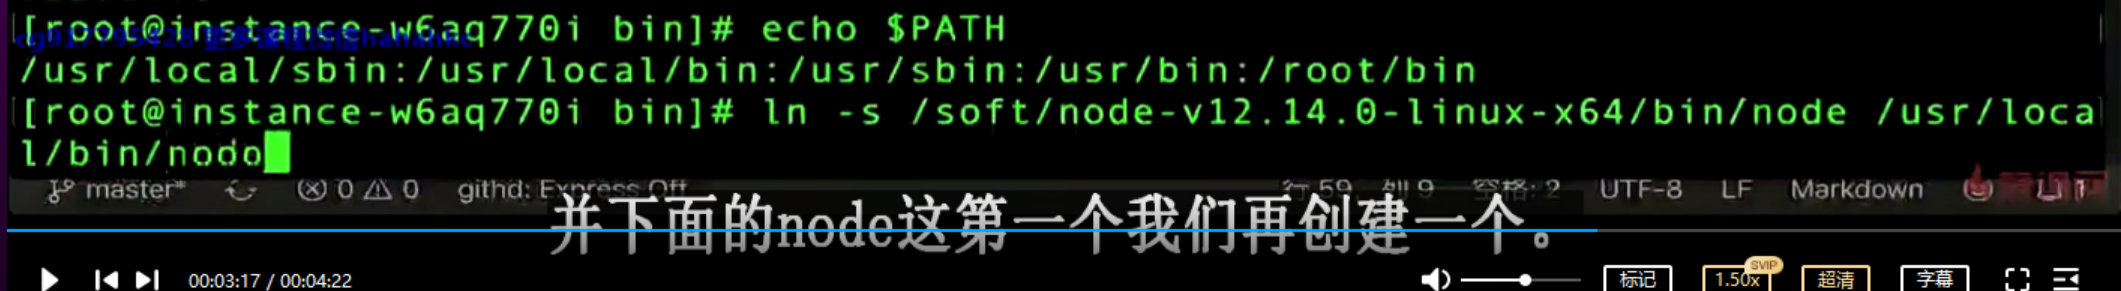 [root@instance-w6aq770i bin]# echo $PATH
/usr/local/sbin:/usr/local/bin:/usr/sbin:/usr/bin:/root/bin
[root@instance-w6aq770i bin]# ln -s /soft/node-v12.14.0-linux-x64/bin/node /usr/loca
l/bin/nodo
master* 0 0 githd: Express Off 行 59 列 9 空格: 2 UTF-8 LF Markdown 1
并下面的node这第一个我们再创建一个。
00:03:17 / 00:04:22 标记 1.50x SVIP 超清 字幕